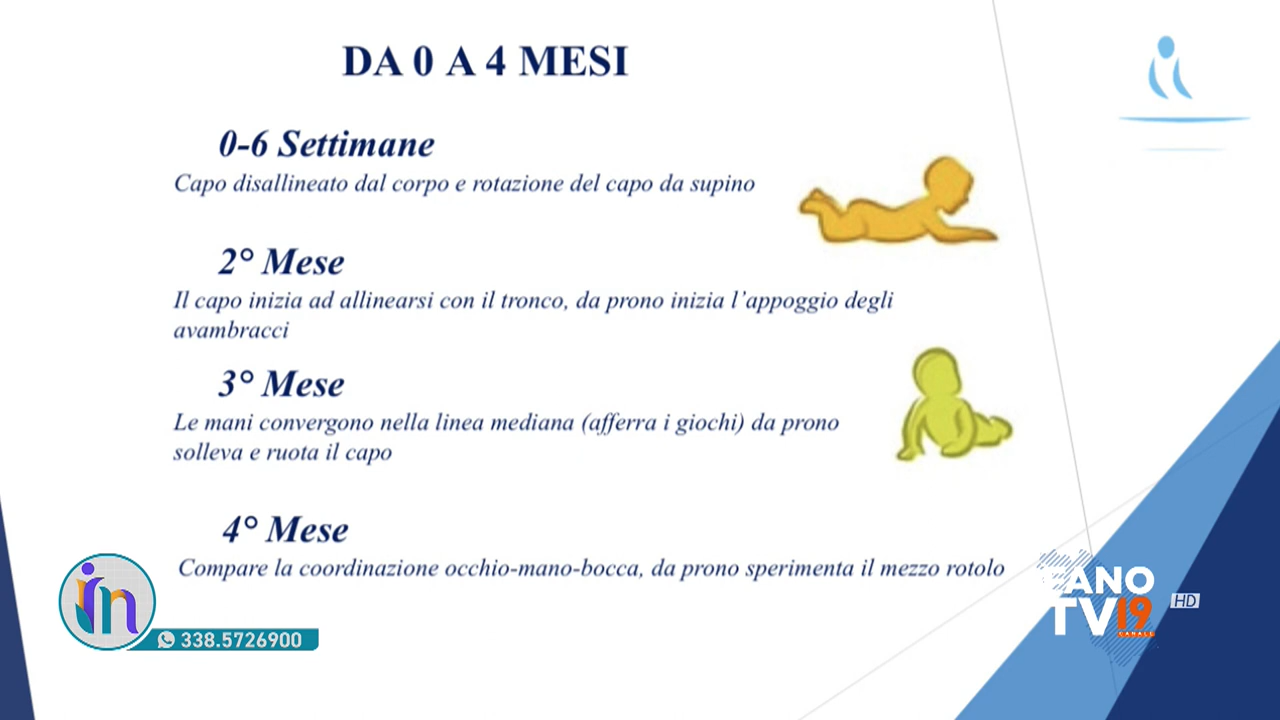 DA 0 A 4 MESI
0-6 Settimane
Capo disallineato dal corpo e rotazione del capo da supino
2° Mese
Il capo inizia ad allinearsi con il tronco, da prono inizia l’appoggio degli
avambracci
3° Mese
Le mani convergono nella linea mediana (afferra i giochi) da prono
solleva e ruota il capo
4° Mese
Compare la coordinazione occhio-mano-bocca, da prono sperimenta il mezzo rotolo
in
338.5726900
FANO
TV19
CANALE
HD